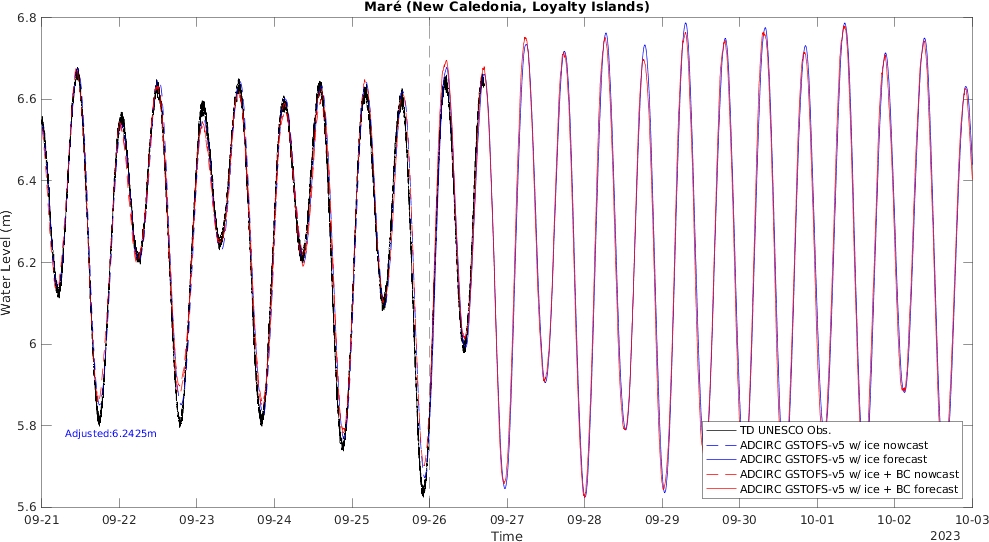 Maré (New Caledonia, Loyalty Islands)
6.8
6.6
6.4
6.2
6
5.8
5.6
Water Level (m)
Adjusted:6.2425m
TD UNESCO Obs.
ADCIRC GSTOFS-v5 w/ ice nowcast
ADCIRC GSTOFS-v5 w/ ice forecast
ADCIRC GSTOFS-v5 w/ ice + BC nowcast
ADCIRC GSTOFS-v5 w/ ice + BC forecast
09-21 09-22 09-23 09-24 09-25 09-26 09-27 09-28 09-29 09-30 10-01 10-02 10-03
Time
2023